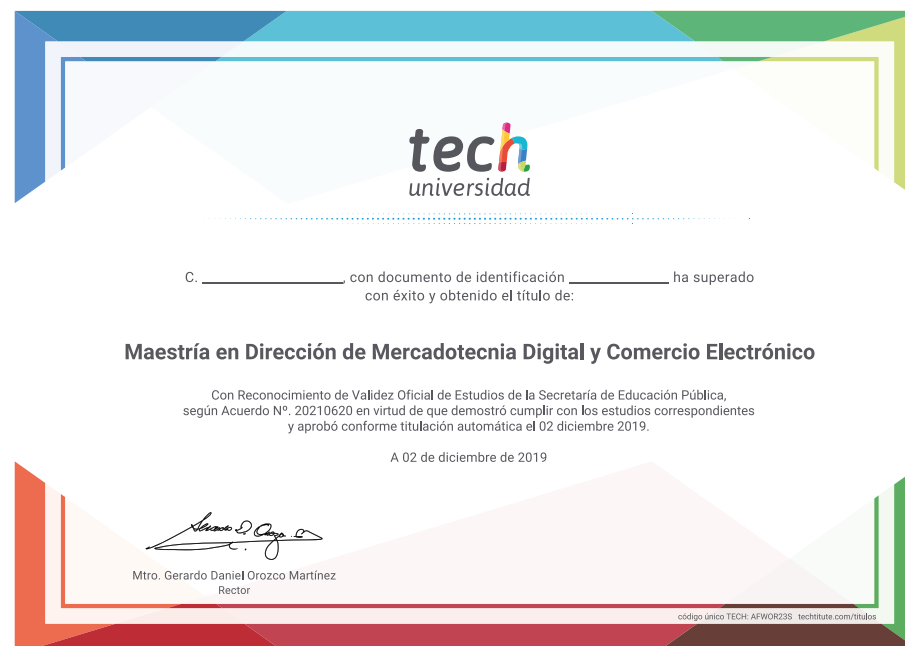 tech
universidad
C. ____________, con documento de identificación ____________ ha superado
con éxito y obtenido el título de:
Maestría en Dirección de Mercadotecnia Digital y Comercio Electrónico
Con Reconocimiento de Validez Oficial de Estudios de la Secretaría de Educación Pública,
según Acuerdo Nº. 20210620 en virtud de que demostró cumplir con los estudios correspondientes
y aprobó conforme titulación automática el 02 diciembre 2019.
A 02 de diciembre de 2019
Mtro. Gerardo Daniel Orozco Martínez
Rector
código único TECH: AFWOR23S techtitute.com/titulos